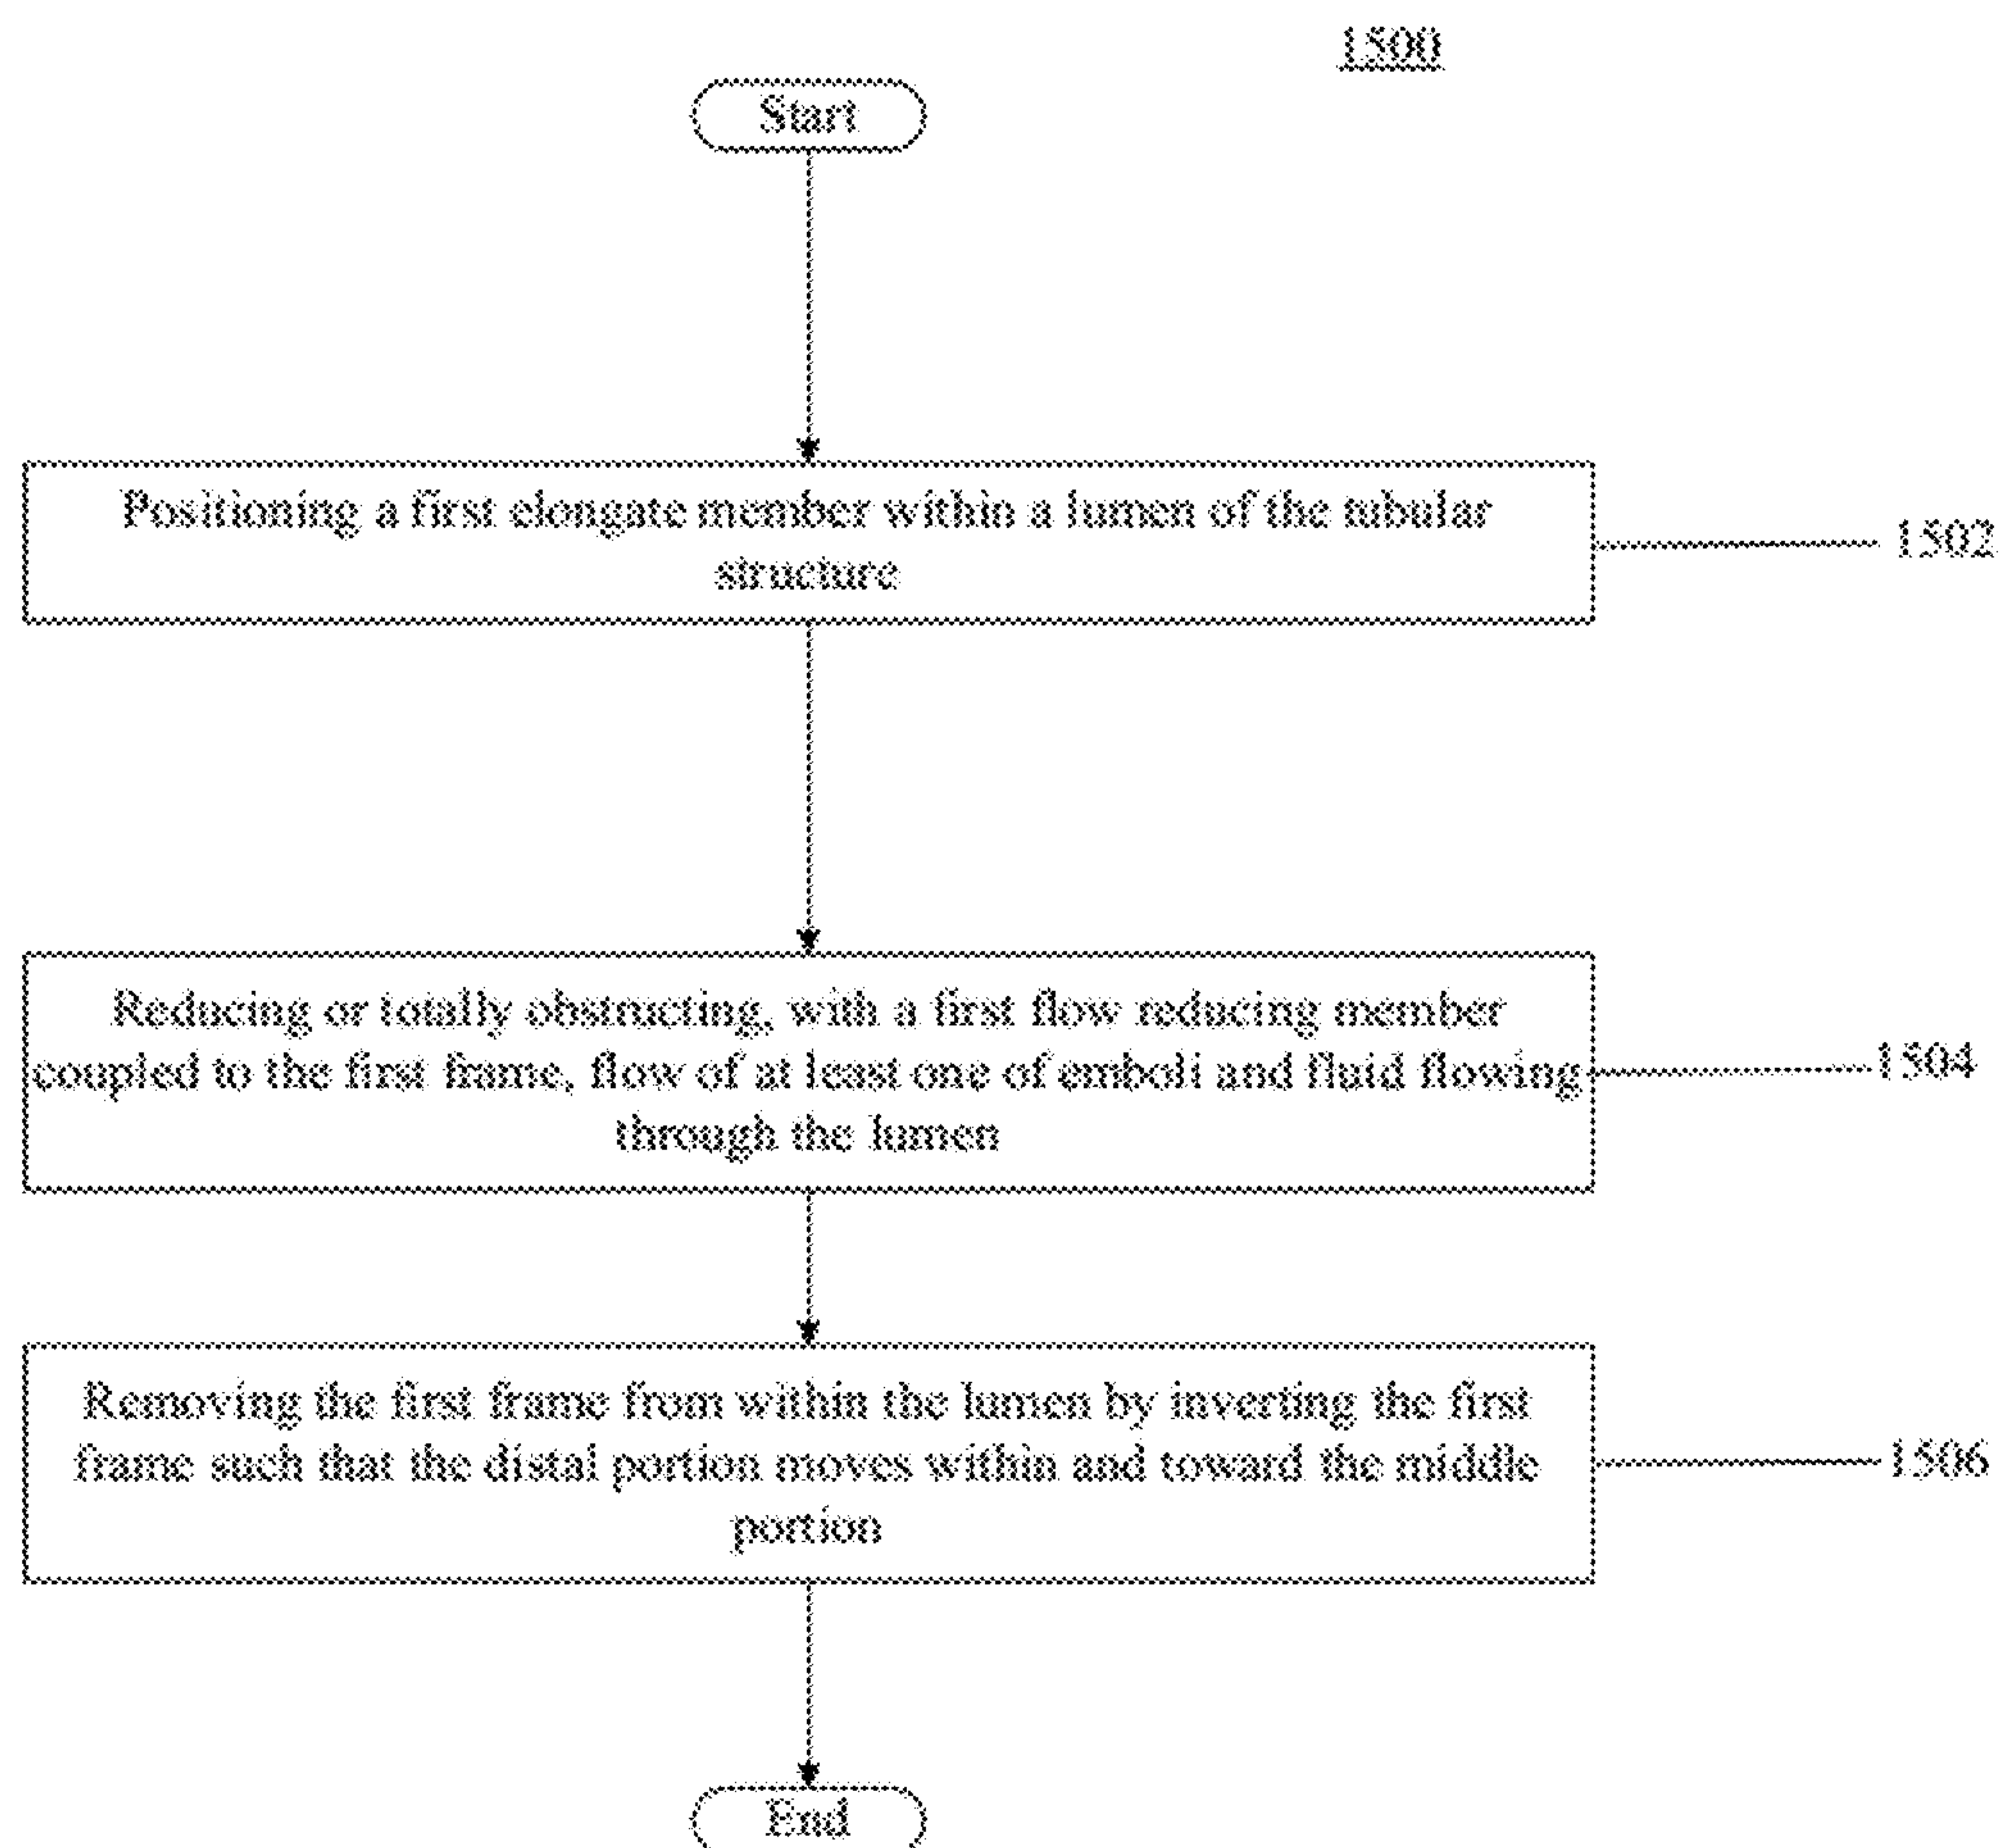 1500
Start
Positioning a first elongate member within a lumen of the tubular
structure
1502
Reducing or totally obstructing, with a first flow reducing member
coupled to the first frame, flow of at least one of emboli and fluid flowing
through the lumen
1504
Removing the first frame from within the lumen by inverting the first
frame such that the distal portion moves within and toward the middle
portion
1506
End